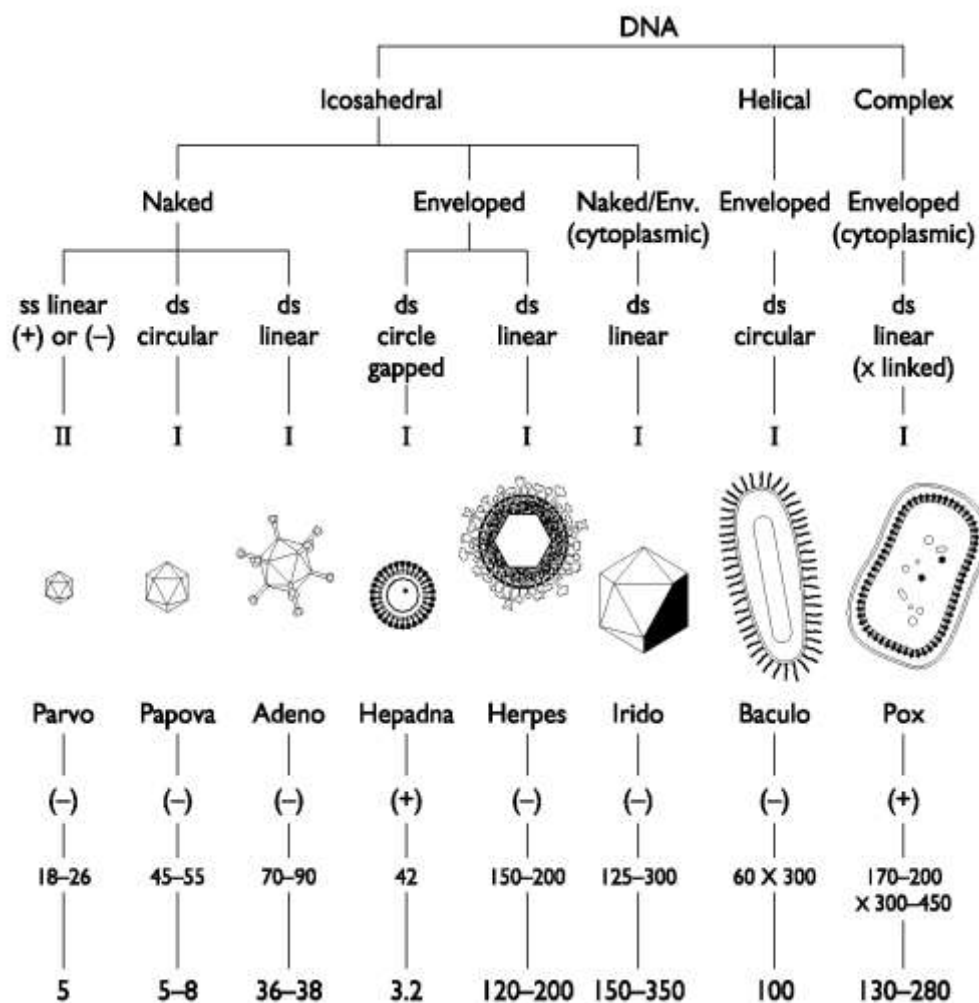 DNA
Icosahedral Helical Complex
Naked Enveloped Naked/Env. Enveloped Enveloped
(cytoplasmic) (cytoplasmic)
ss linear ds ds ds ds ds ds ds
(+) or (–) circular linear circle linear linear circular linear
gapped (x linked)
II I I I I I I I
Parvo Papova Adeno Hepadna Herpes Irido Baculo Pox
(–) (–) (–) (+) (–) (–) (–) (+)
18–26 45–55 70–90 42 150–200 125–300 60 X 300 170–200
X 300–450
5 5–8 36–38 3.2 120–200 150–350 100 130–280